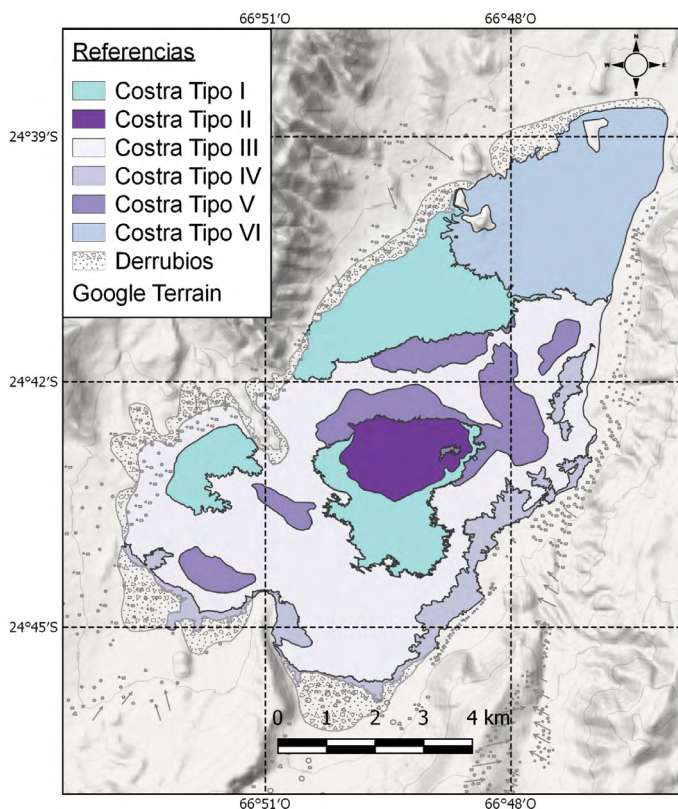 66°51'O 66°48'O
Referencias
Costra Tipo I
Costra Tipo II
Costra Tipo III
Costra Tipo IV
Costra Tipo V
Costra Tipo VI
Derrubios
Google Terrain
N
W E
S
24°39'S
24°42'S
24°45'S
0 1 2 3 4 km
66°51'O 66°48'O